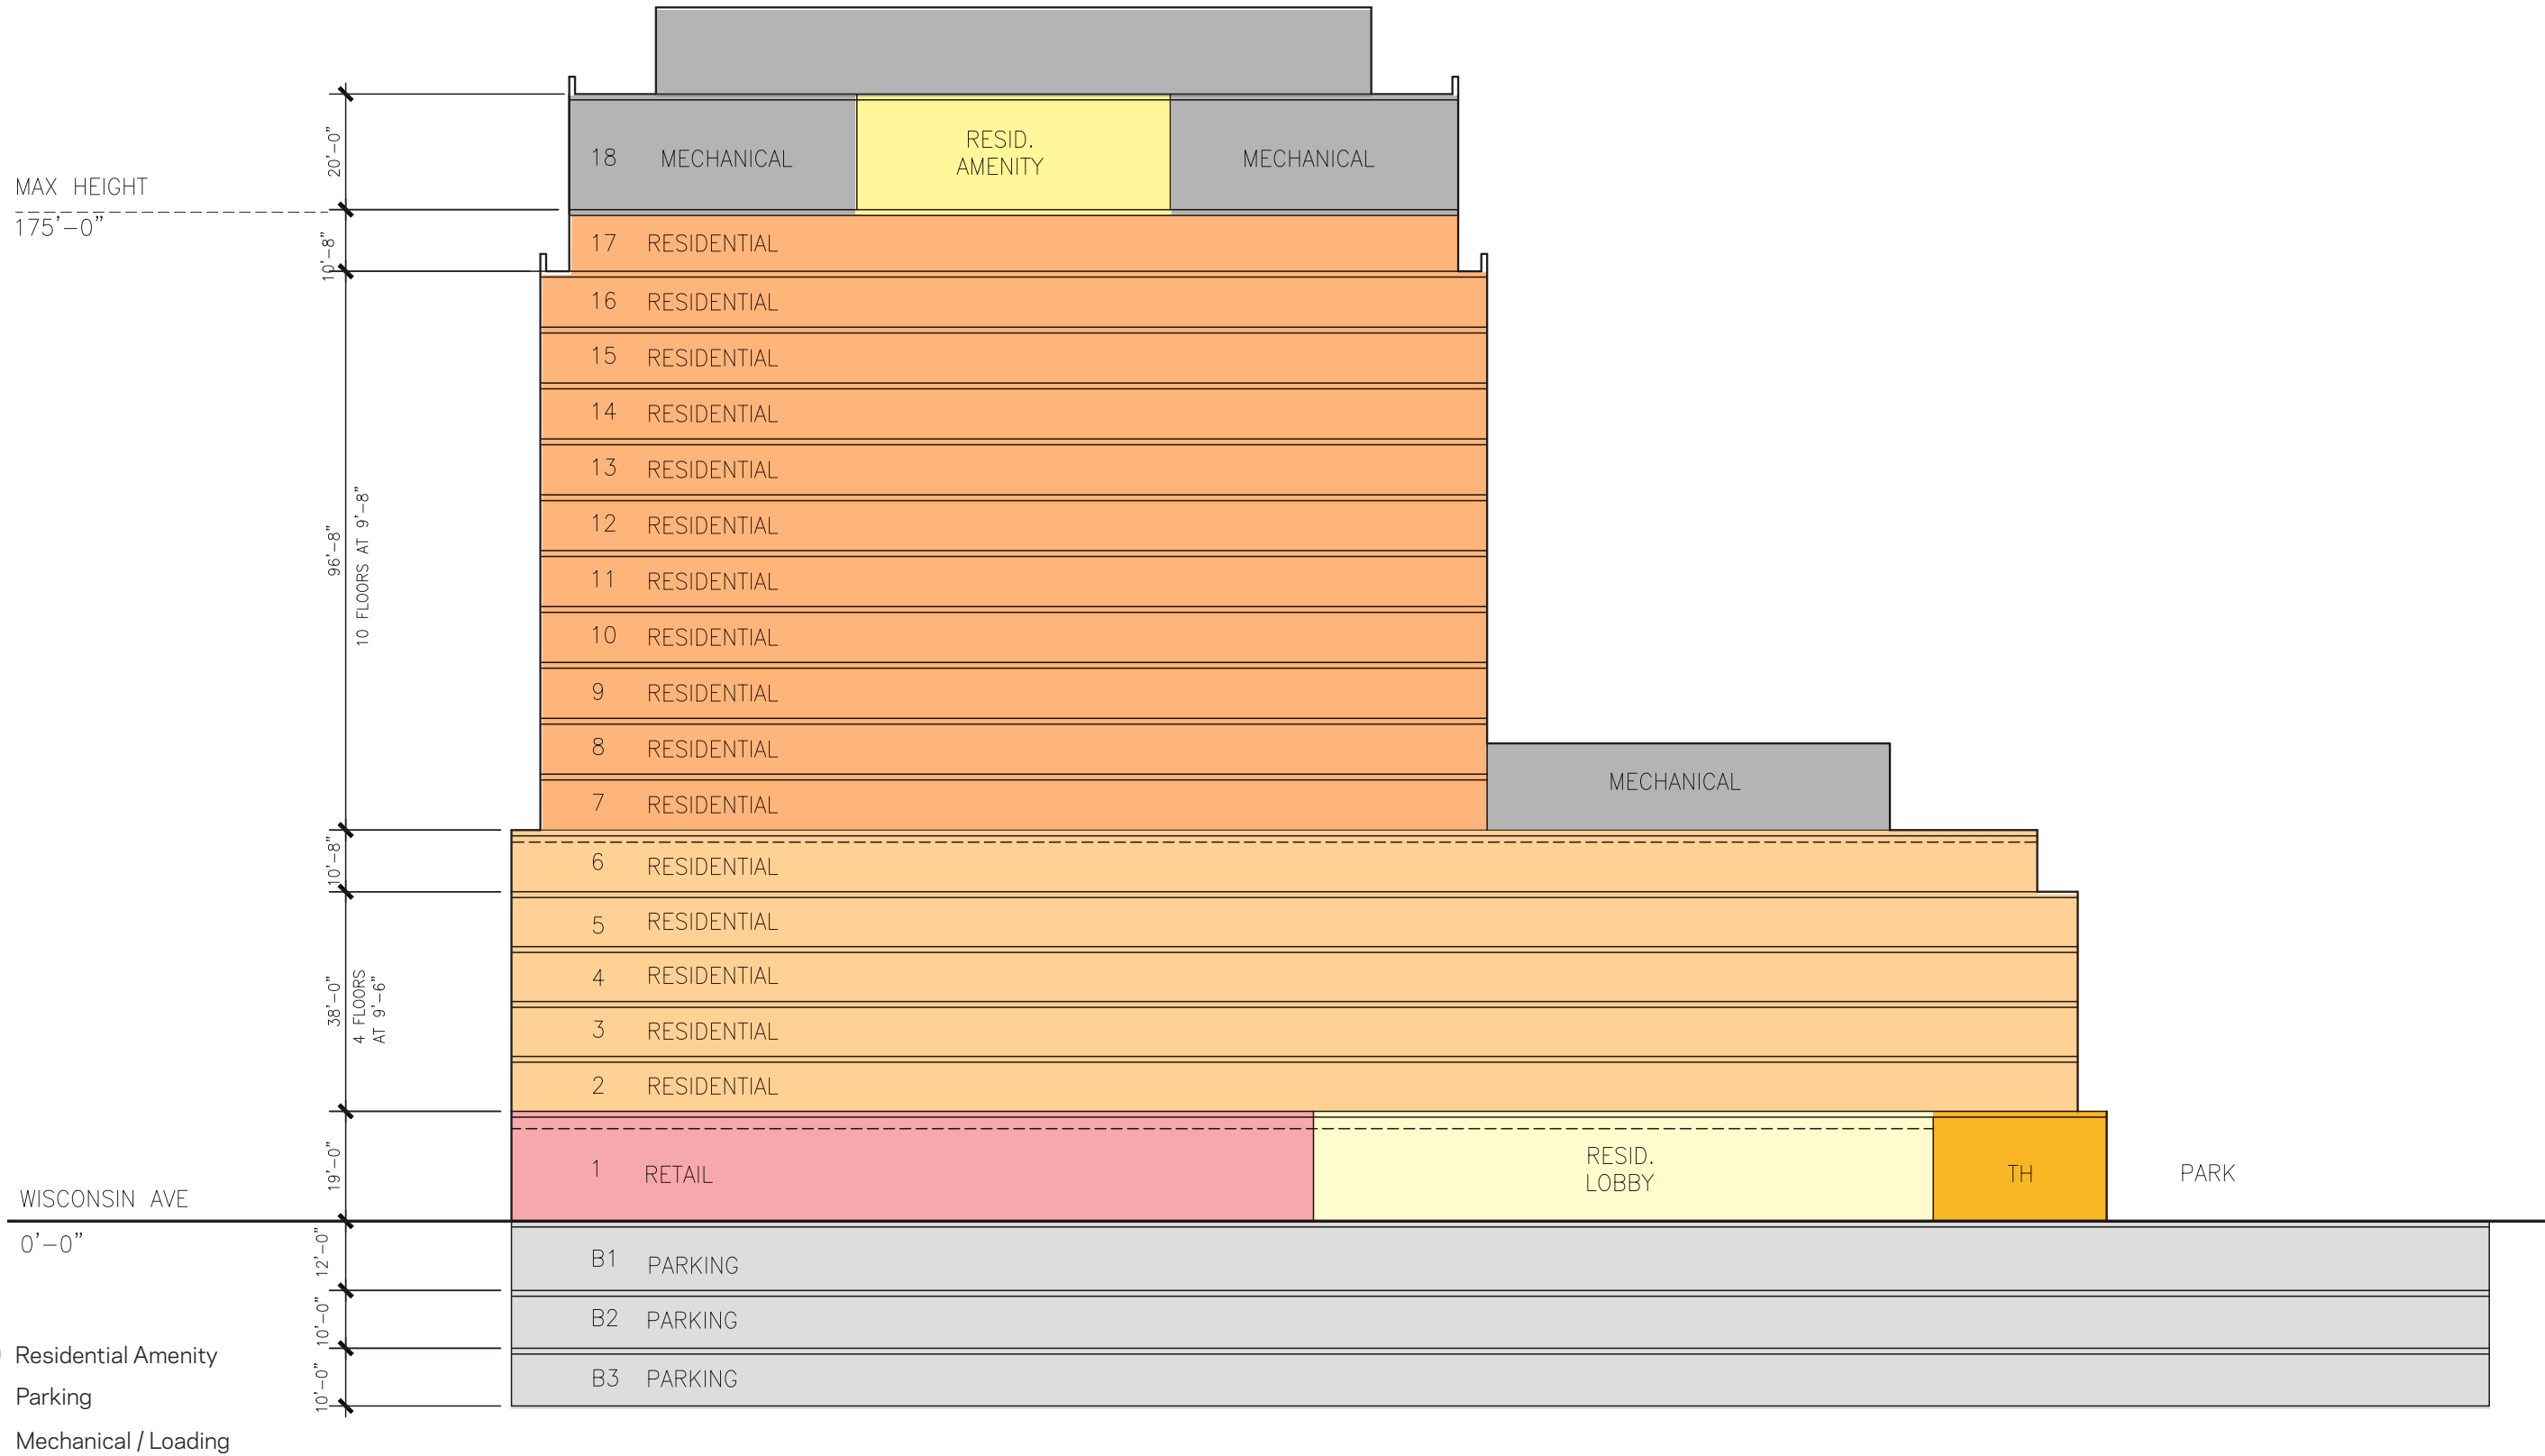 20'-0"
18 MECHANICAL
RESID.
AMENITY
MECHANICAL
MAX HEIGHT
175'-0"
10'-8"
17 RESIDENTIAL
16 RESIDENTIAL
15 RESIDENTIAL
14 RESIDENTIAL
13 RESIDENTIAL
96'-8"
10 FLOORS AT 9'-8"
12 RESIDENTIAL
11 RESIDENTIAL
10 RESIDENTIAL
9 RESIDENTIAL
8 RESIDENTIAL
MECHANICAL
7 RESIDENTIAL
10'-8"
6 RESIDENTIAL
5 RESIDENTIAL
4 RESIDENTIAL
38'-0"
4 FLOORS
AT 9'-6"
3 RESIDENTIAL
2 RESIDENTIAL
19'-0"
1 RETAIL
RESID.
LOBBY
TH
PARK
WISCONSIN AVE
0'-0"
12'-0"
B1 PARKING
10'-0"
B2 PARKING
10'-0"
B3 PARKING
Residential Amenity
Parking
Mechanical / Loading